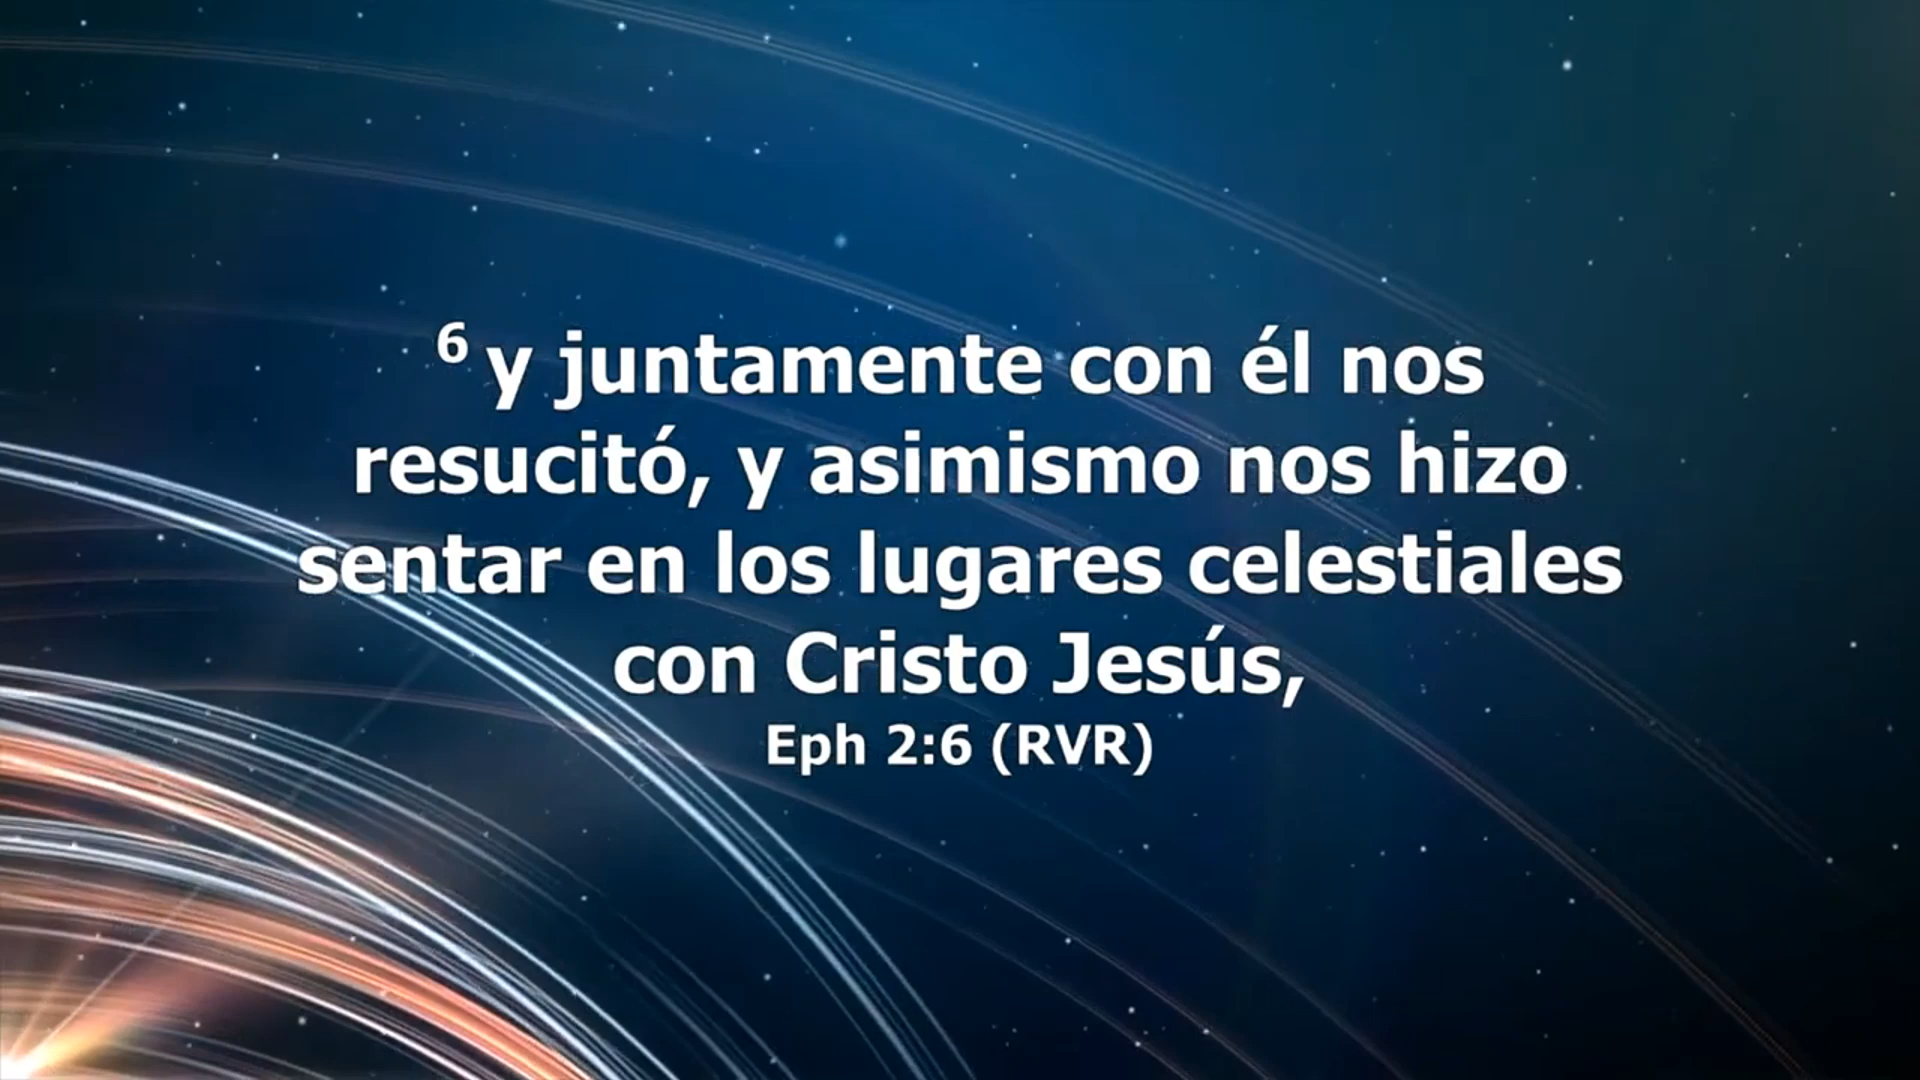 6 y juntamente con él nos
resucitó, y asimismo nos hizo
sentar en los lugares celestiales
con Cristo Jesús,
Eph 2:6 (RVR)